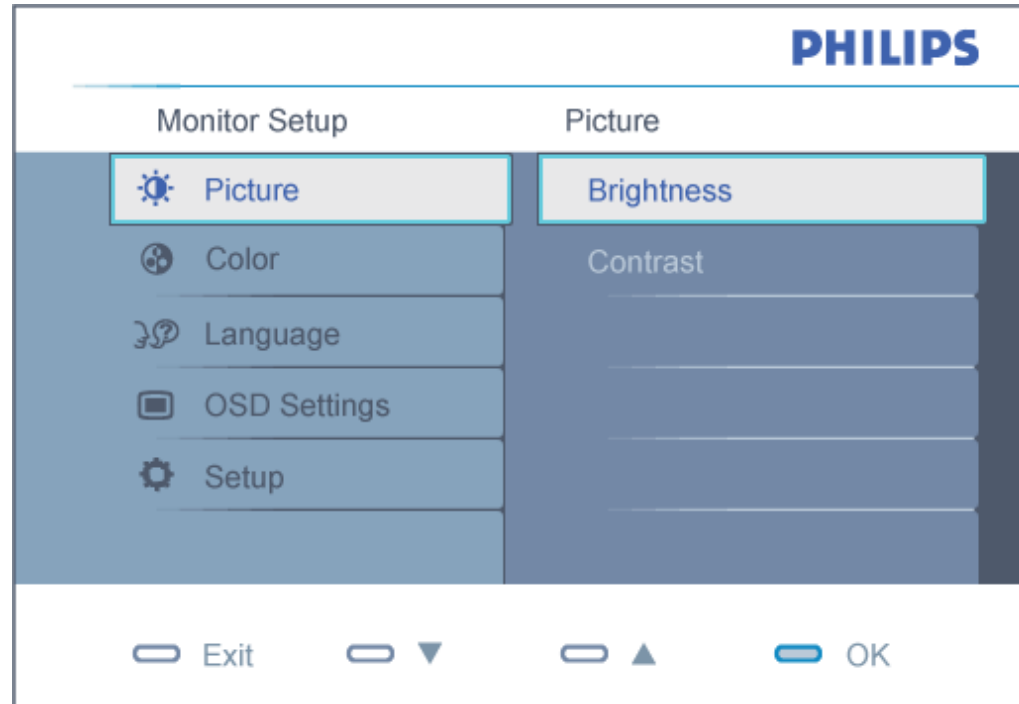 PHILIPS
Monitor Setup
Picture
Picture
Brightness
Color
Contrast
Language
OSD Settings
Setup
Exit ▼ ▲ OK